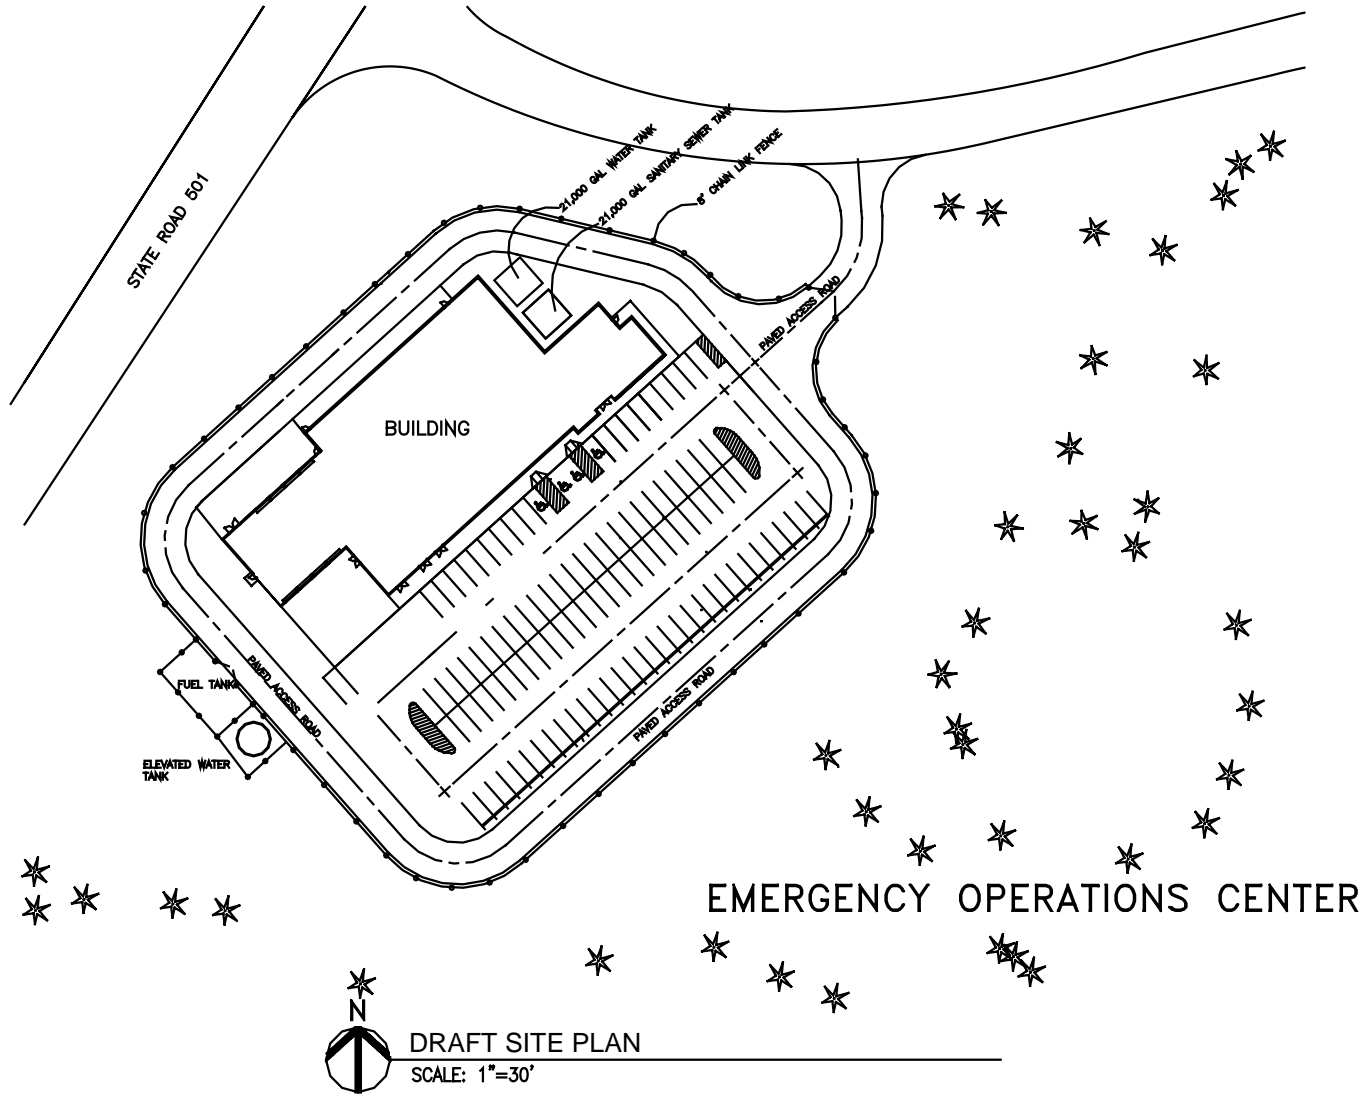 21,000 GAL WATER TANK
21,000 GAL SANITARY SEWER TANK
8' CHAIN LINK FENCE
STATE ROAD 501
PAVED ACCESS ROAD
BUILDING
PAVED ACCESS ROAD
FUEL TANKS
PAVED ACCESS ROAD
ELEVATED WATER
TANK
EMERGENCY OPERATIONS CENTER
N
DRAFT SITE PLAN
SCALE: 1"=30'